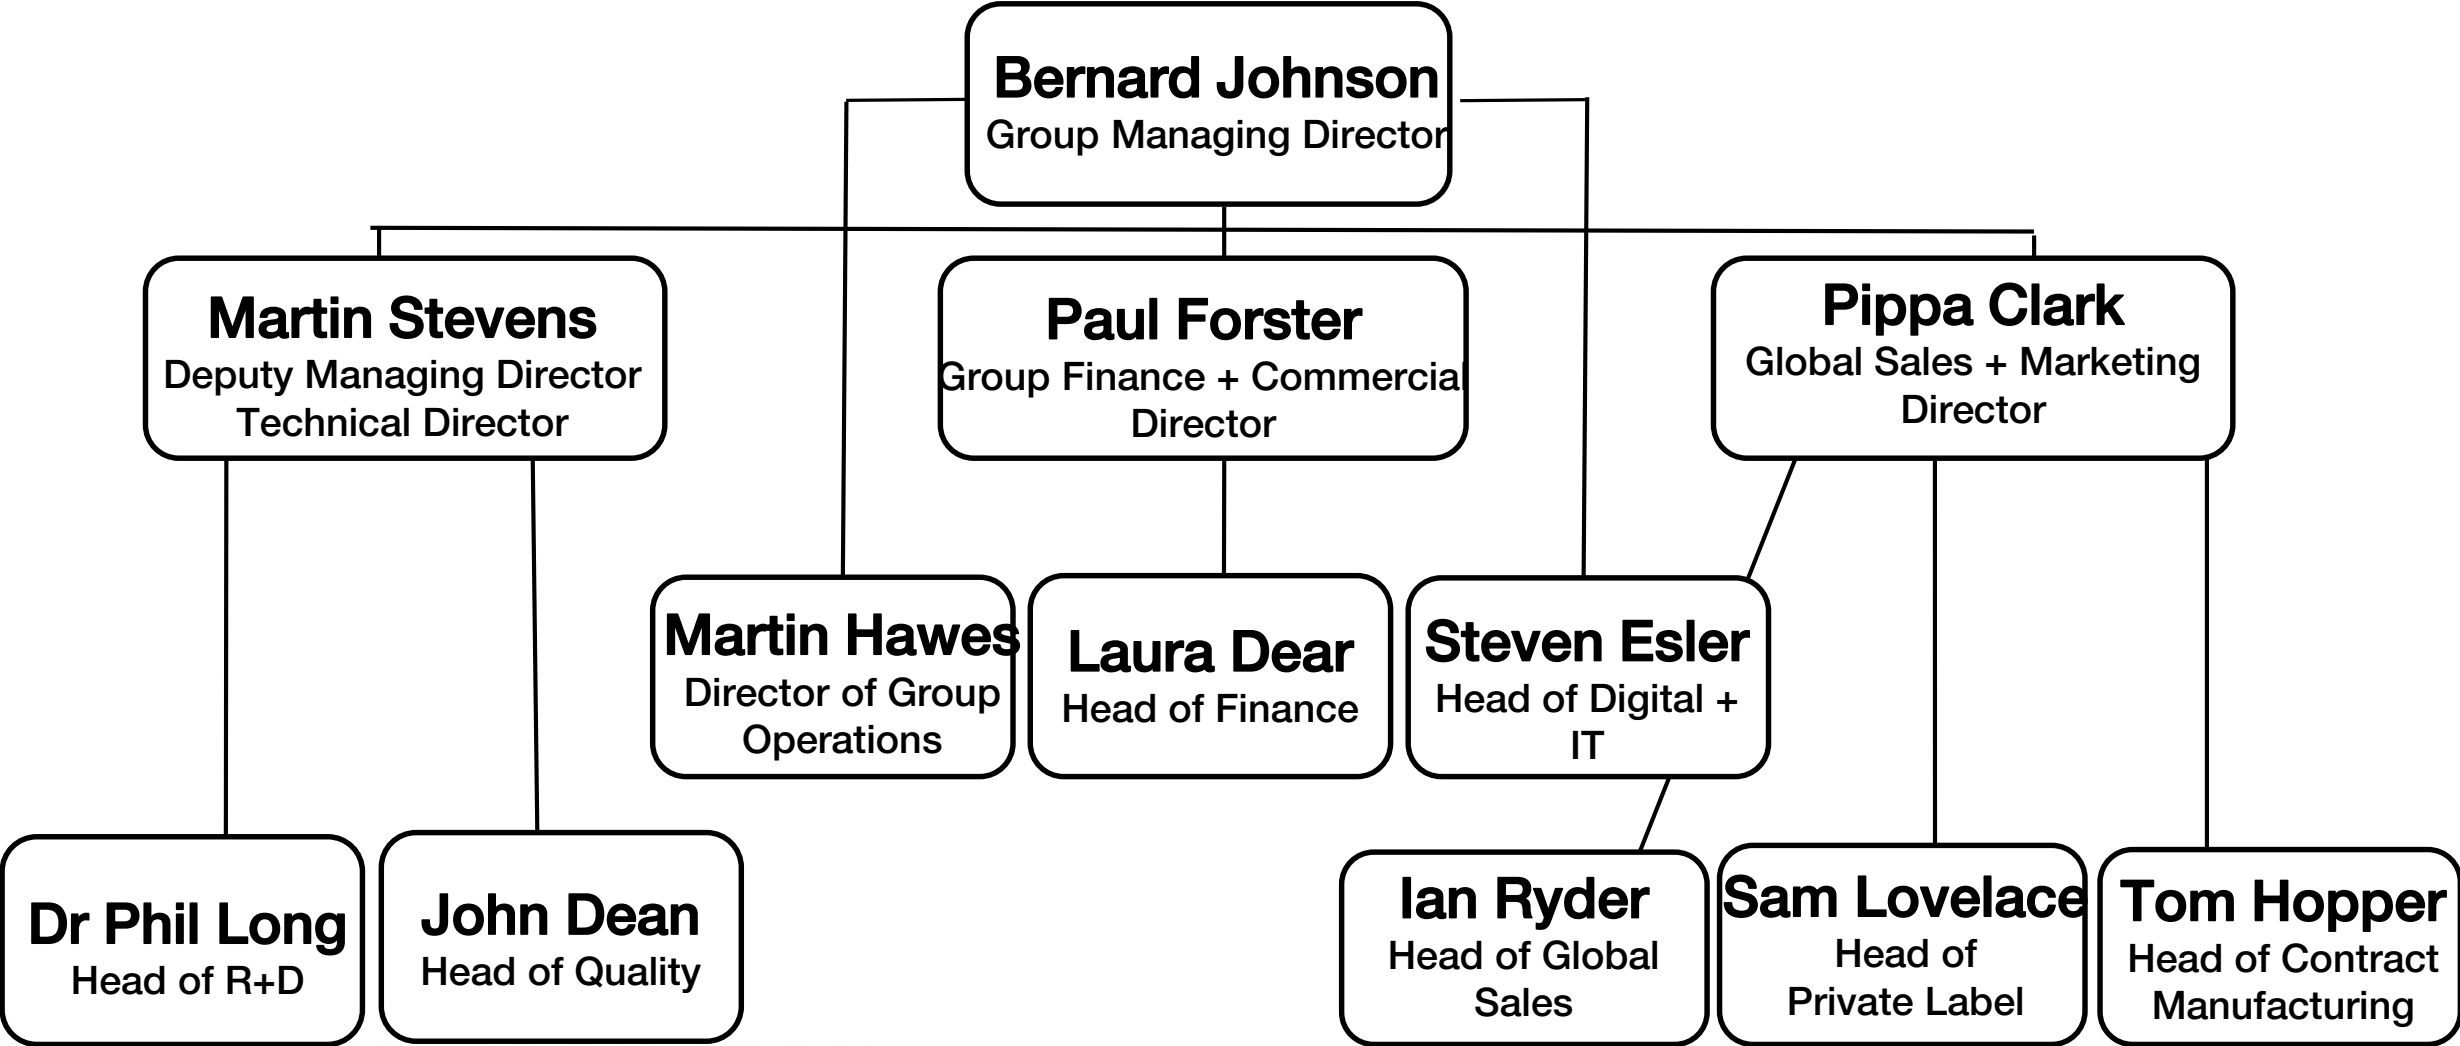 Bernard Johnson
Group Managing Director
Martin Stevens
Deputy Managing Director
Technical Director
Paul Forster
Group Finance + Commercial
Director
Pippa Clark
Global Sales + Marketing
Director
Martin Hawes
Director of Group
Operations
Laura Dear
Head of Finance
Steven Esler
Head of Digital +
IT
Dr Phil Long
Head of R+D
John Dean
Head of Quality
Ian Ryder
Head of Global
Sales
Sam Lovelace
Head of
Private Label
Tom Hopper
Head of Contract
Manufacturing